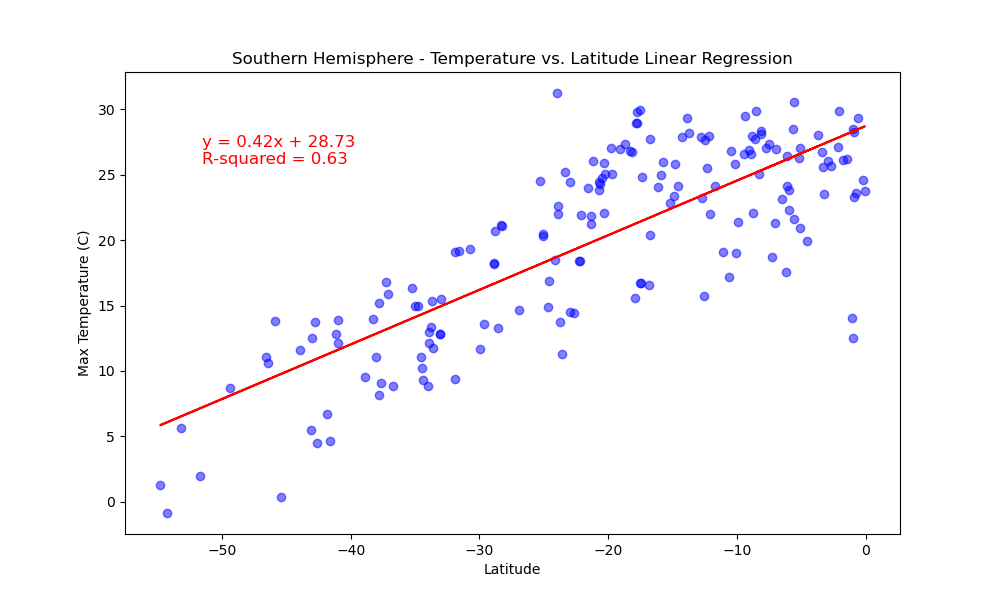 Southern Hemisphere - Temperature vs. Latitude Linear Regression
30
y = 0.42x + 28.73
R-squared = 0.63
25
20
Max Temperature (C)
15
10
5
0
−50 −40 −30 −20 −10 0
Latitude